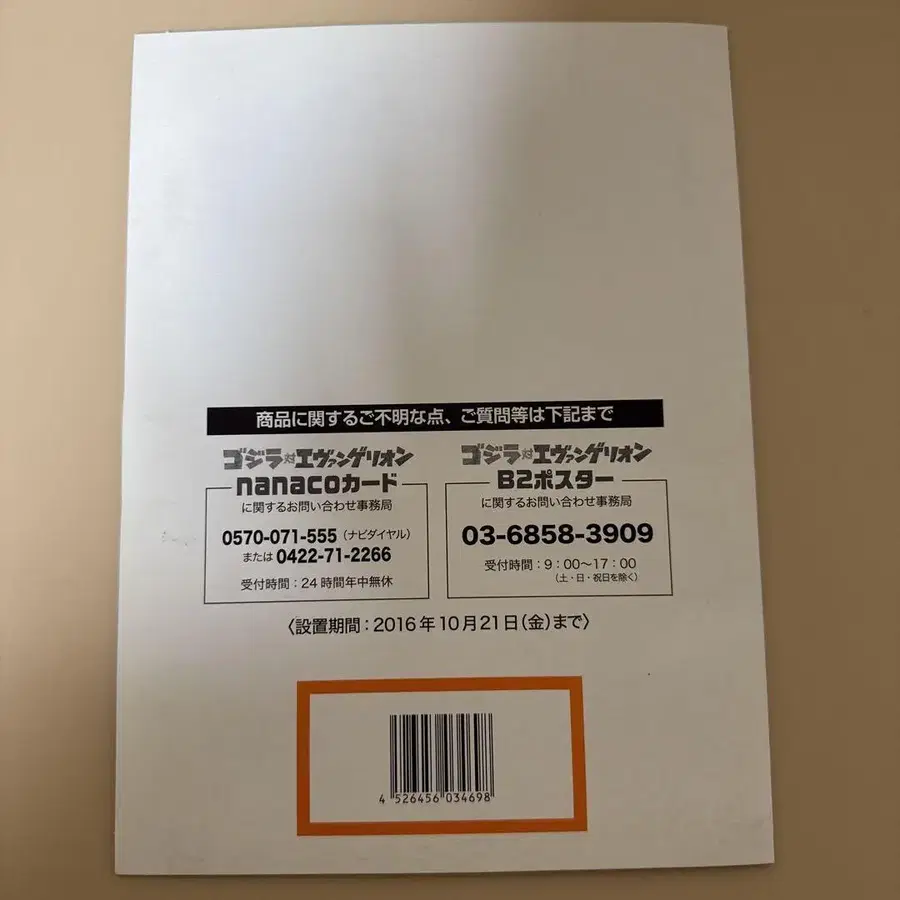 商品に関するご不明な点、ご質問等は下記まで
ゴジラ対エヴァンゲリオン
nanacoカード
に関するお問い合わせ事務局
0570-071-555（ナビダイヤル）
または 0422-71-2266
受付時間：24時間年中無休
ゴジラ対エヴァンゲリオン
B2ポスター
に関するお問い合わせ事務局
03-6858-3909
受付時間：9：00～17：00
（土・日・祝日を除く）
〈設置期間：2016年10月21日（金）まで〉
4 526456 034698